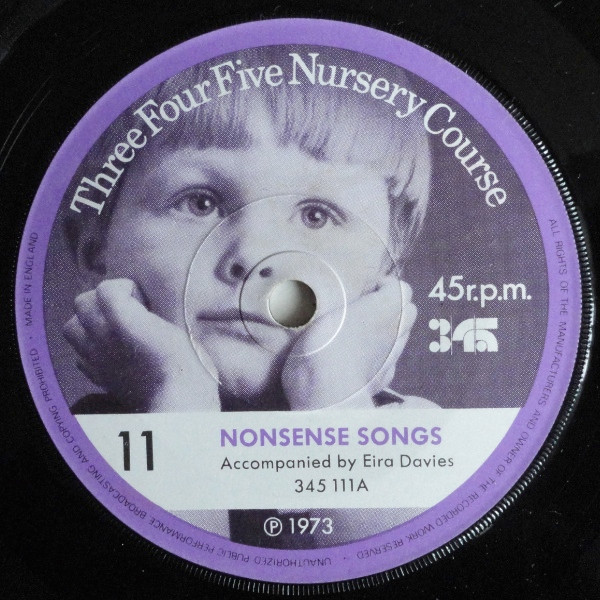 Three Four Five Nursery Course
45r.p.m.
345
11
NONSENSE SONGS
Accompanied by Eira Davies
345 111A
℗ 1973
ALL RIGHTS OF THE MANUFACTURERS AND OWNER OF THE RECORDED WORK RESERVED · UNAUTHORIZED PUBLIC PERFORMANCE BROADCASTING AND COPYING PROHIBITED · MADE IN ENGLAND